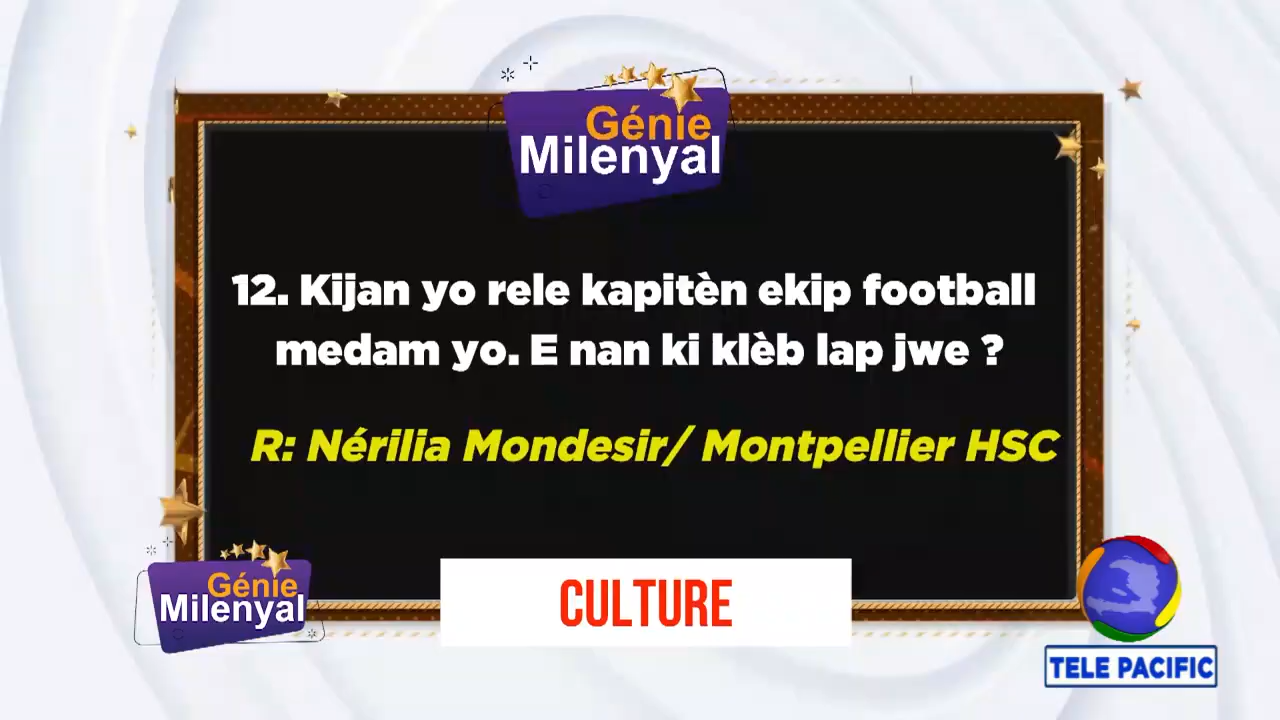 Génie
Milenyal
12. Kijan yo rele kapitèn ekip football
medam yo. E nan ki klèb lap jwe ?
R: Nérilia Mondesir/ Montpellier HSC
Génie
Milenyal
CULTURE
TELE PACIFIC